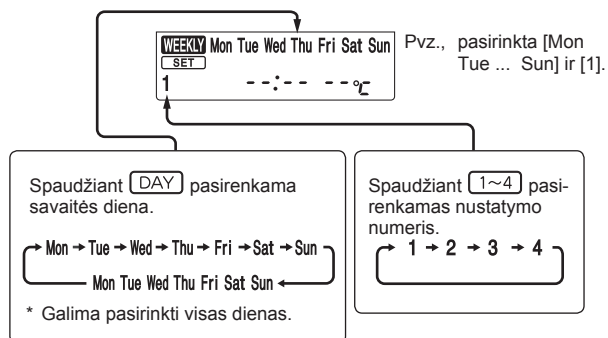 WEEKLY Mon Tue Wed Thu Fri Sat Sun
SET
1 --:-- --°C
Pvz., pasirinkta [Mon
Tue ... Sun] ir [1].
Spaudžiant DAY pasirenkama
savaitės diena.
Mon → Tue → Wed → Thu → Fri → Sat → Sun
Mon Tue Wed Thu Fri Sat Sun
* Galima pasirinkti visas dienas.
Spaudžiant 1~4 pasi-
renkamas nustatymo
numeris.
1 → 2 → 3 → 4